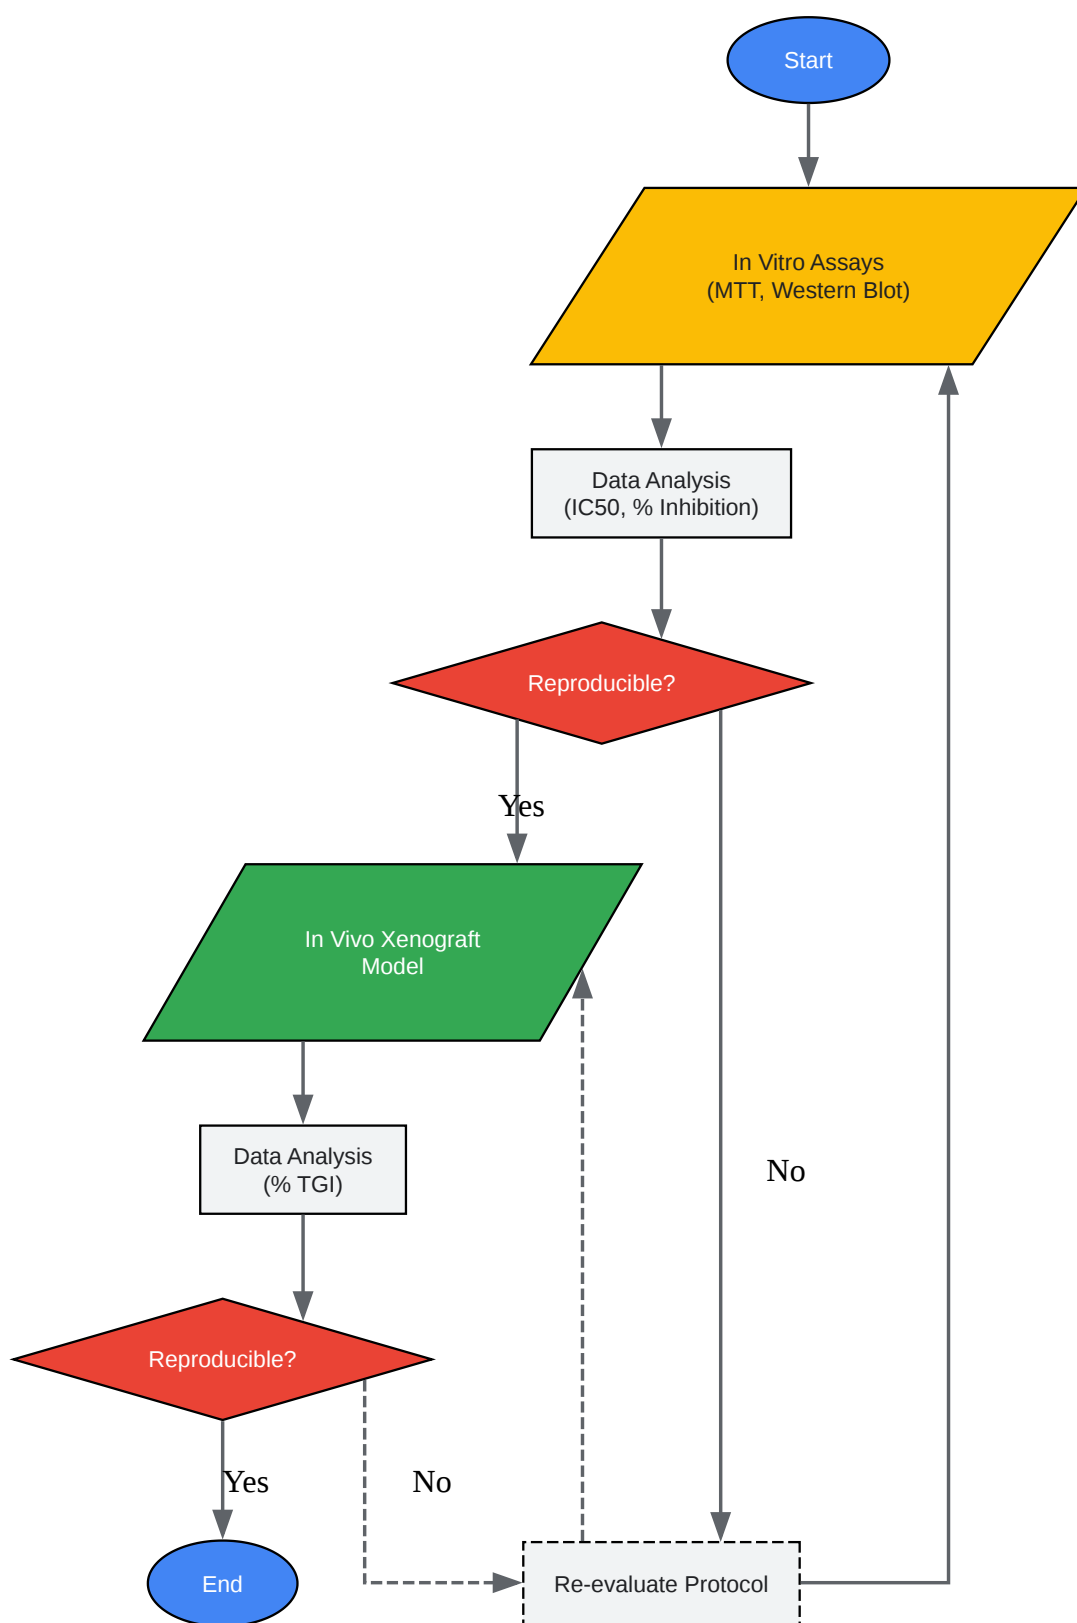 Start
In Vitro Assays
(MTT, Western Blot)
Data Analysis
(IC50, % Inhibition)
Reproducible?
Yes
In Vivo Xenograft
Model
Data Analysis
(% TGI)
No
Reproducible?
Yes
No
End
Re-evaluate Protocol